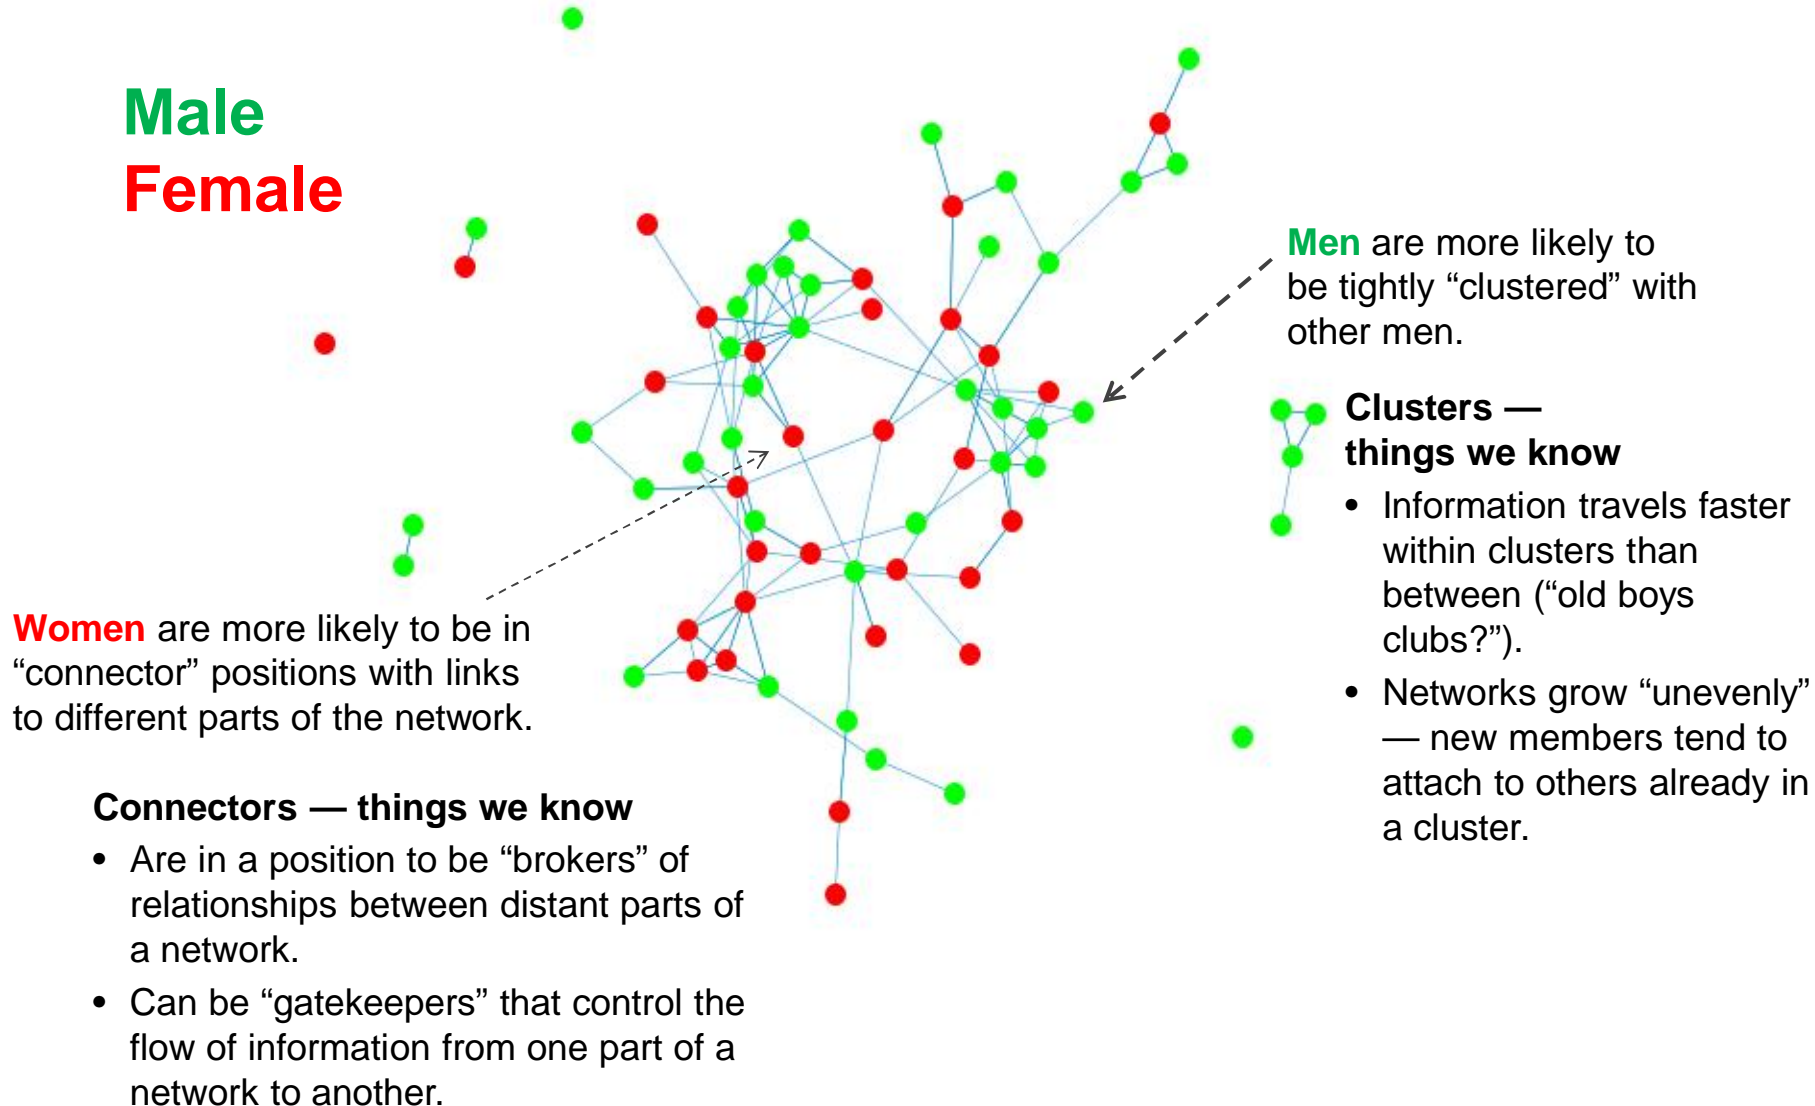 Male
Female
Men are more likely to
be tightly “clustered” with
other men.
Clusters —
things we know
• Information travels faster
within clusters than
between (“old boys
clubs?”).
• Networks grow “unevenly”
— new members tend to
attach to others already in
a cluster.
Women are more likely to be in
“connector” positions with links
to different parts of the network.
Connectors — things we know
• Are in a position to be “brokers” of
relationships between distant parts of
a network.
• Can be “gatekeepers” that control the
flow of information from one part of a
network to another.